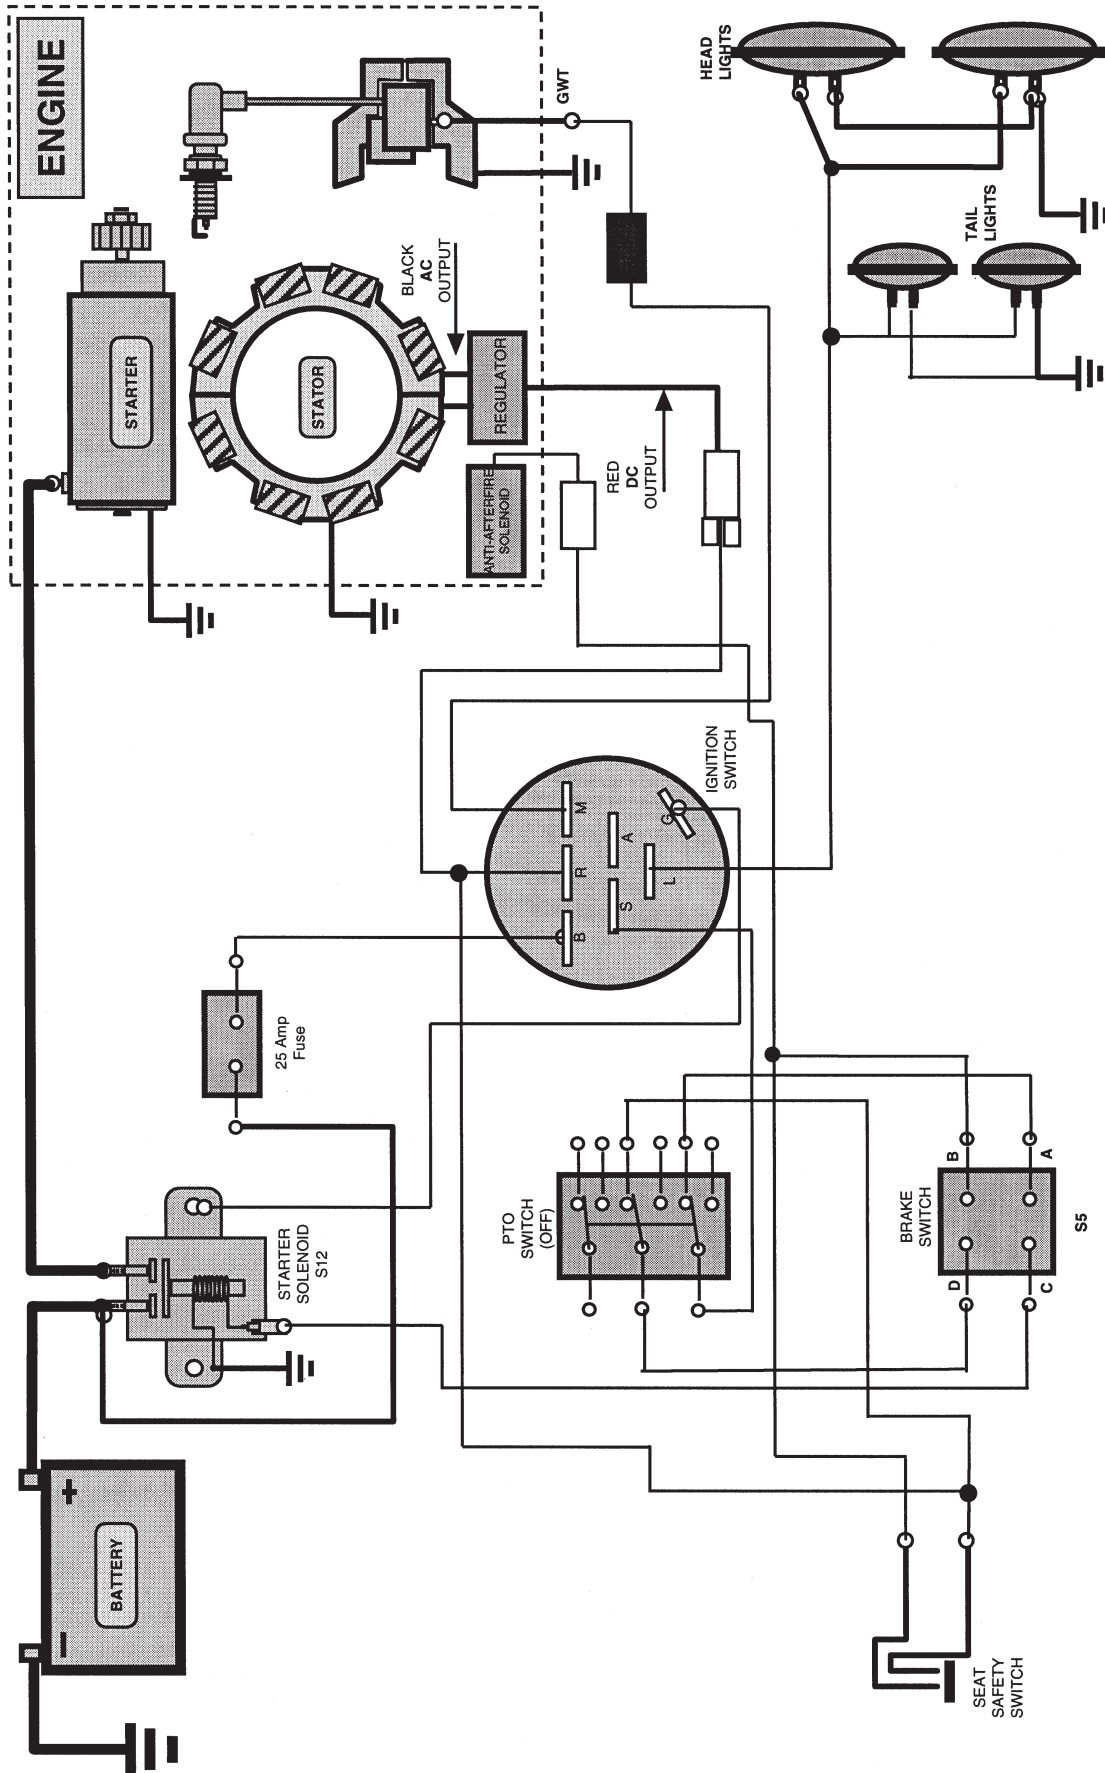 ENGINE
STARTER
STATOR
BLACK
AC
OUTPUT
REGULATOR
ANTI-AFTERFIRE
SOLENOID
RED
DC
OUTPUT
GWT
HEAD
LIGHTS
TAIL
LIGHTS
IGNITION
SWITCH
M
R
B
A
S
L
G
25 Amp
Fuse
STARTER
SOLENOID
S12
PTO
SWITCH
(OFF)
BRAKE
SWITCH
B
A
D
C
S5
BATTERY
+
−
SEAT
SAFETY
SWITCH